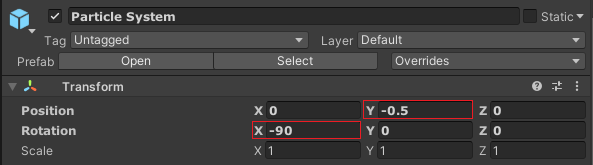 Particle System Static
Tag Untagged Layer Default
Prefab Open Select Overrides
Transform
Position X 0 Y -0.5 Z 0
Rotation X -90 Y 0 Z 0
Scale X 1 Y 1 Z 1